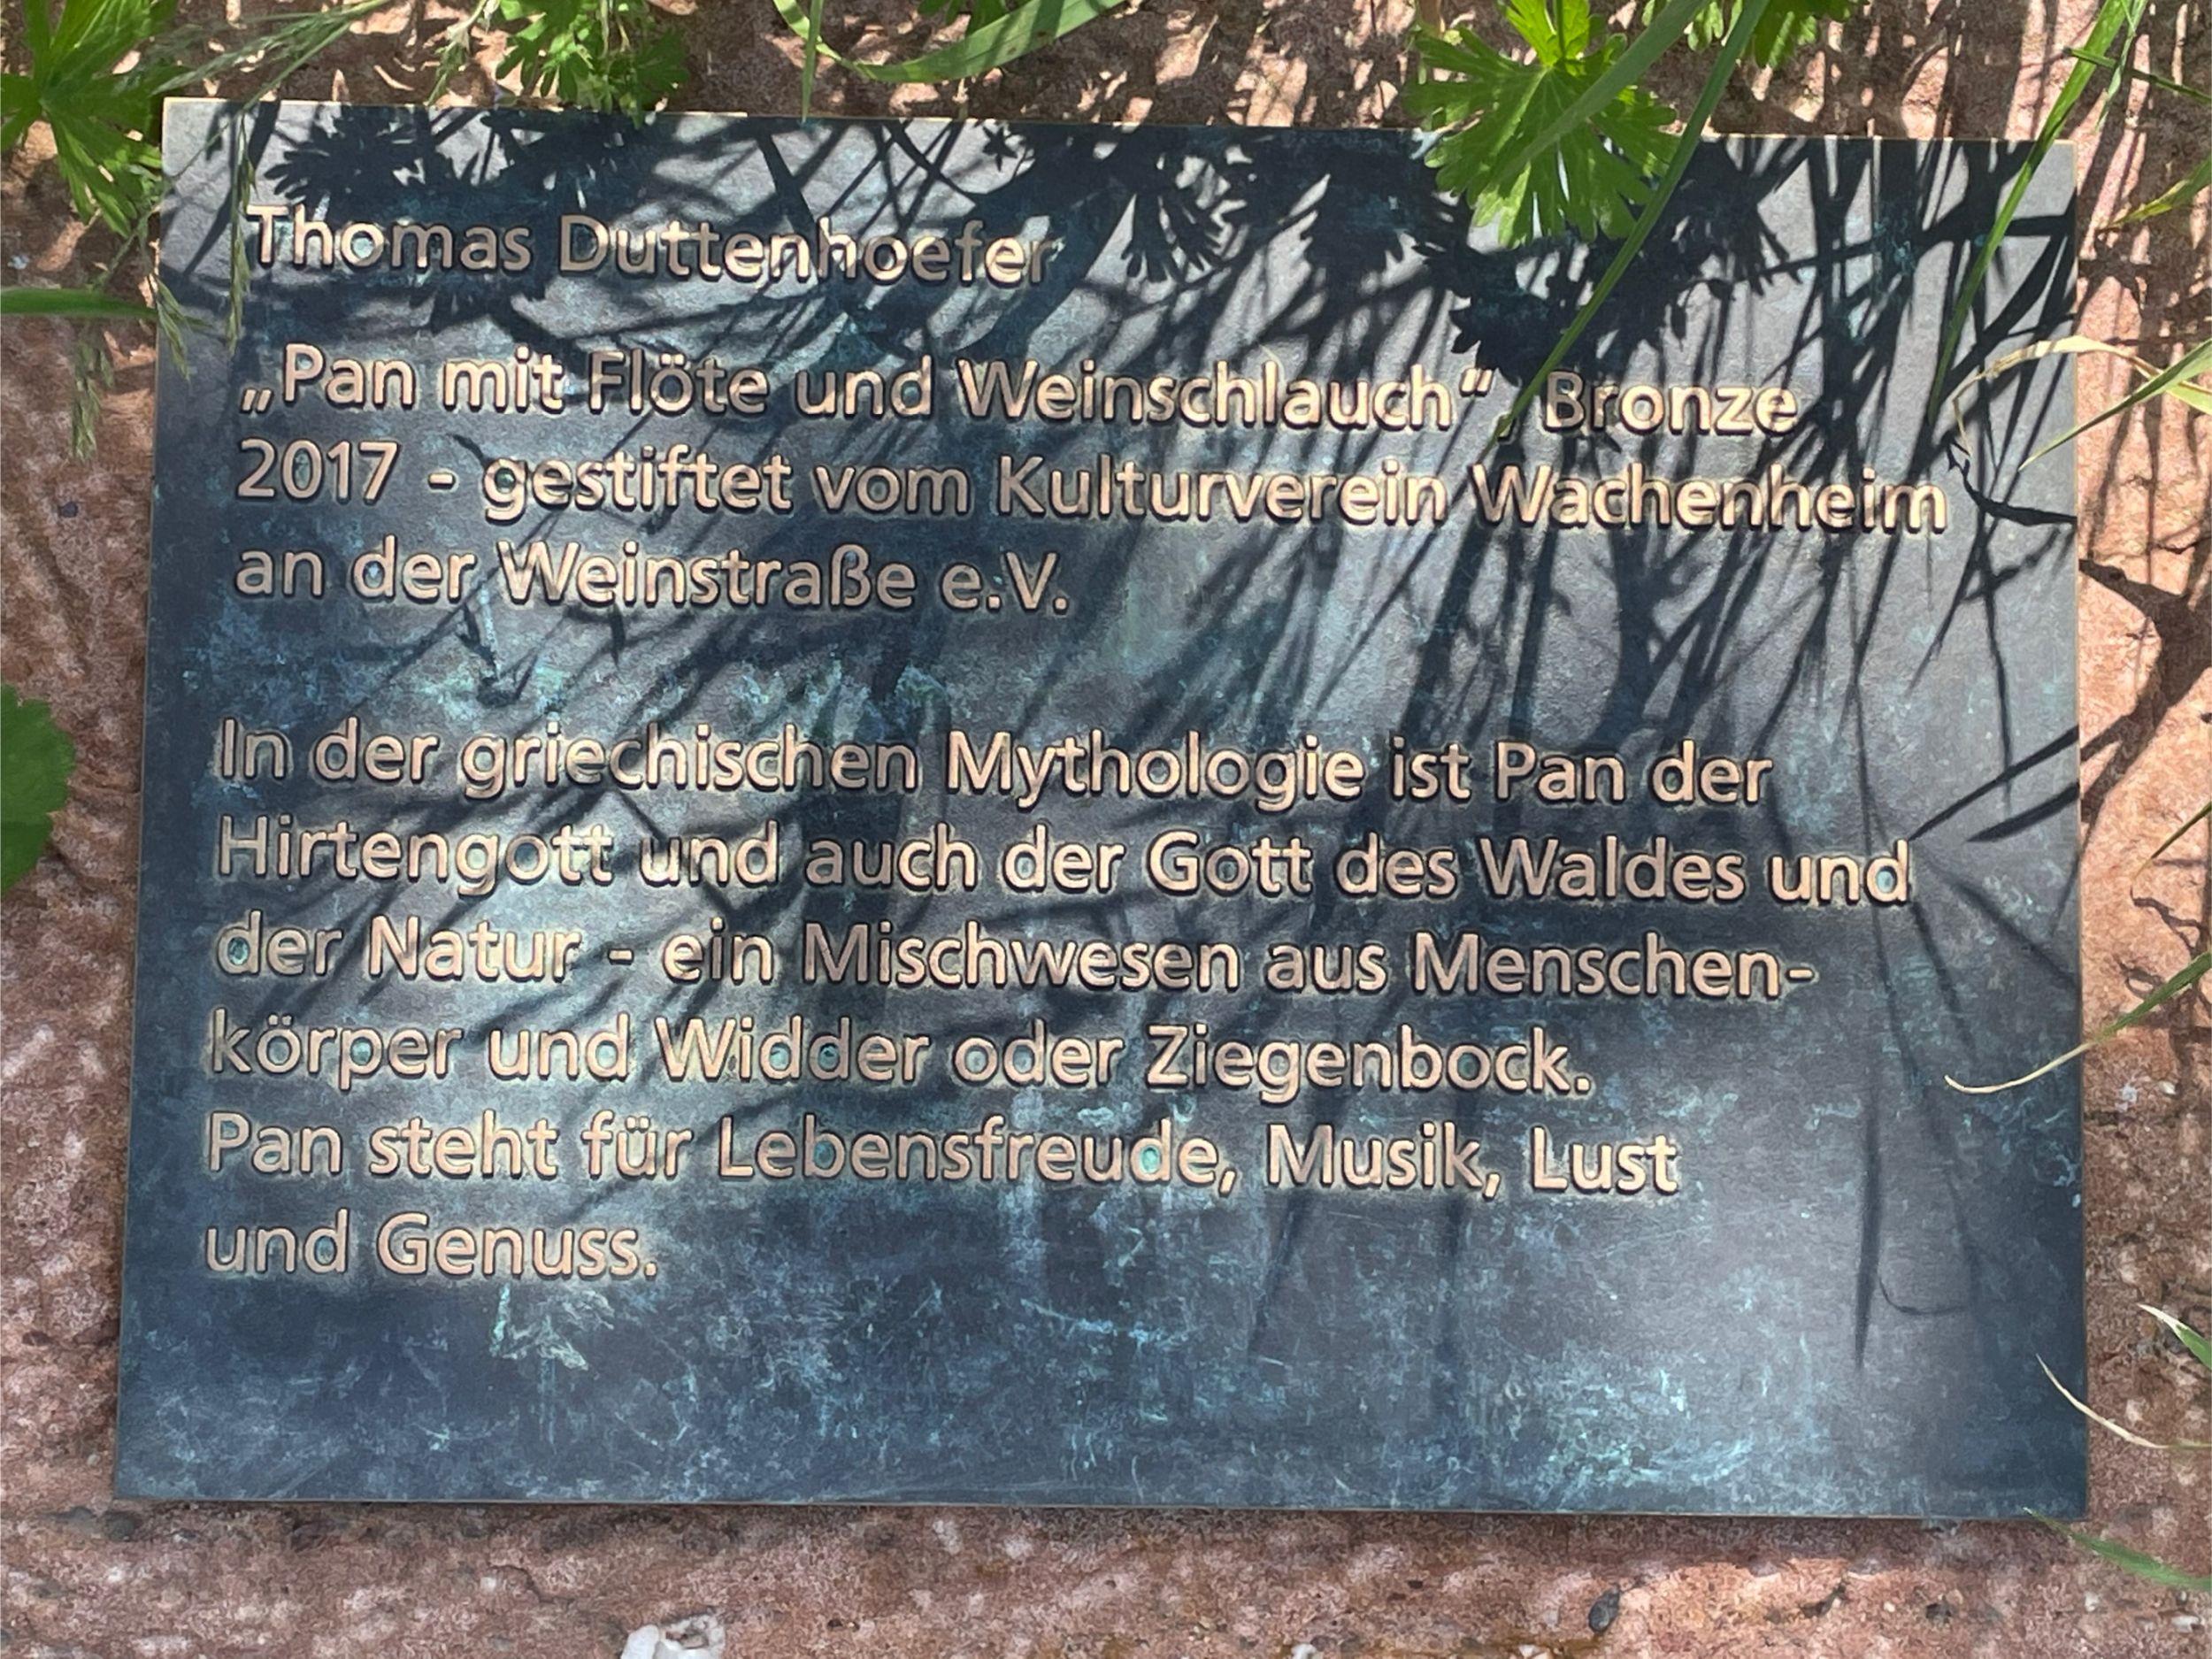 Thomas Duttenhoefer
„Pan mit Flöte und Weinschlauch“, Bronze
2017 - gestiftet vom Kulturverein Wachenheim
an der Weinstraße e.V.
In der griechischen Mythologie ist Pan der
Hirtengott und auch der Gott des Waldes und
der Natur - ein Mischwesen aus Menschen-
körper und Widder oder Ziegenbock.
Pan steht für Lebensfreude, Musik, Lust
und Genuss.